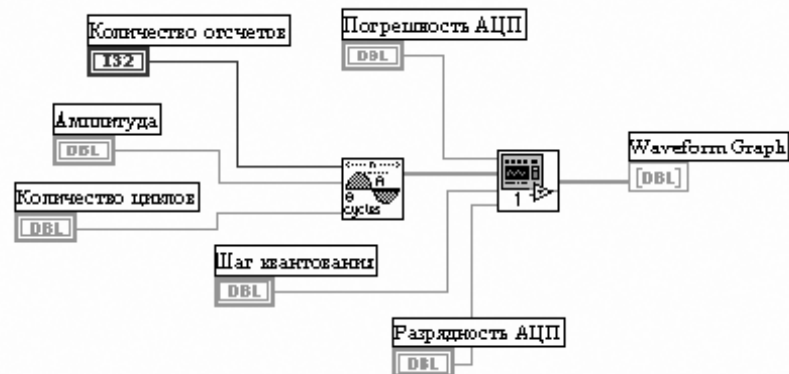 Количество отсчетов
I32
Погрешность АЦП
DBL
Амплитуда
DBL
Количество циклов
DBL
n
A
θ
cycles
1
Waveform Graph
[DBL]
Шаг квантования
DBL
Разрядность АЦП
DBL